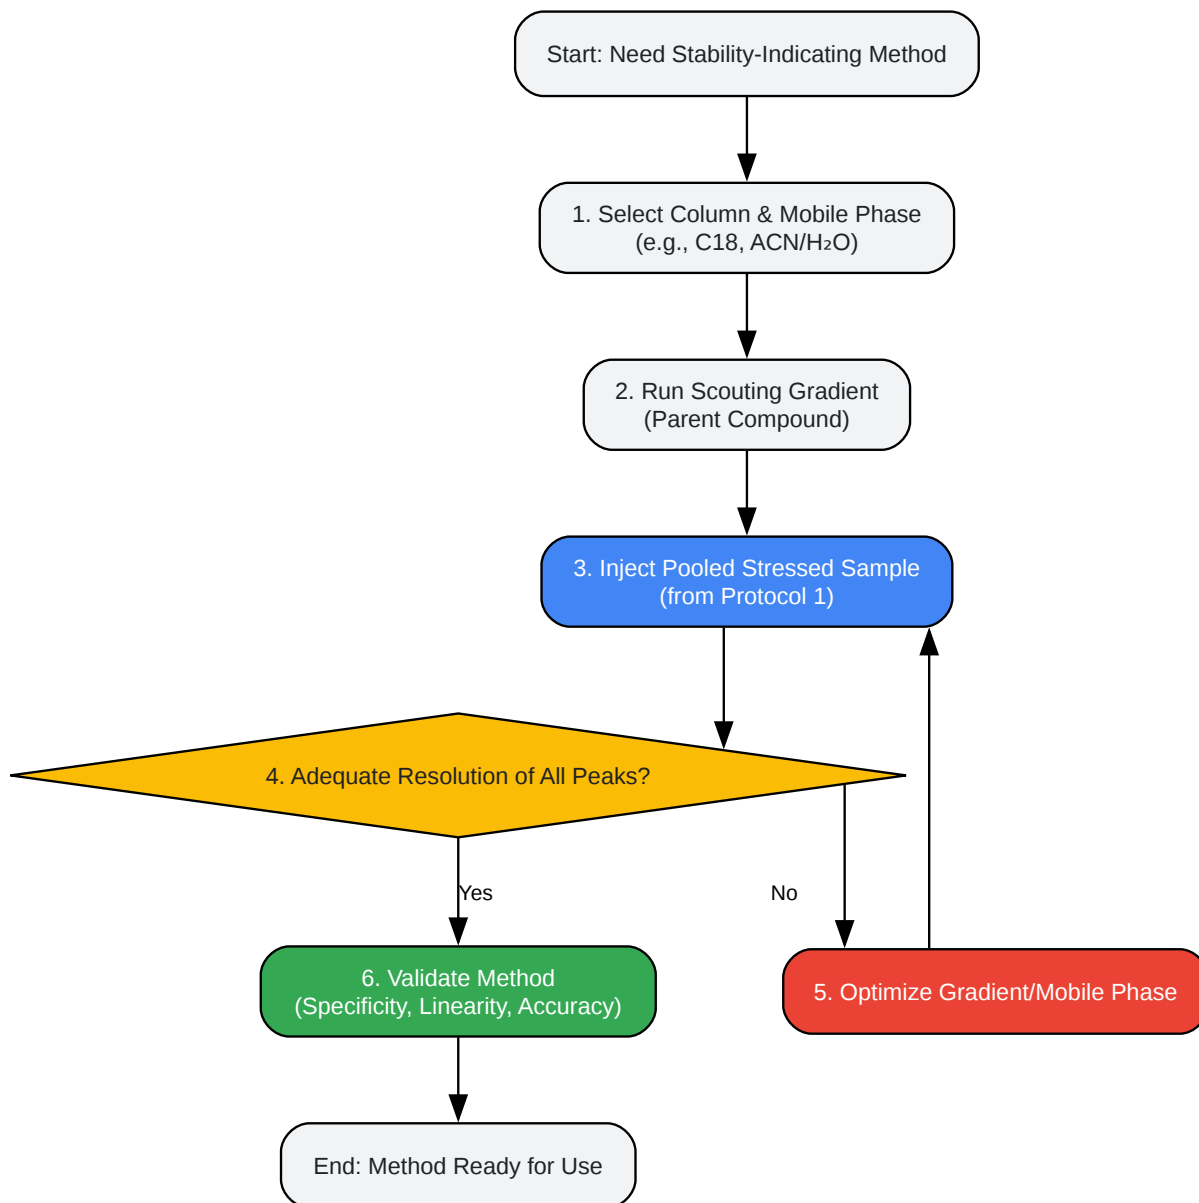 Start: Need Stability-Indicating Method
1. Select Column & Mobile Phase
(e.g., C18, ACN/H₂O)
2. Run Scouting Gradient
(Parent Compound)
3. Inject Pooled Stressed Sample
(from Protocol 1)
4. Adequate Resolution of All Peaks?
Yes
No
6. Validate Method
(Specificity, Linearity, Accuracy)
5. Optimize Gradient/Mobile Phase
End: Method Ready for Use